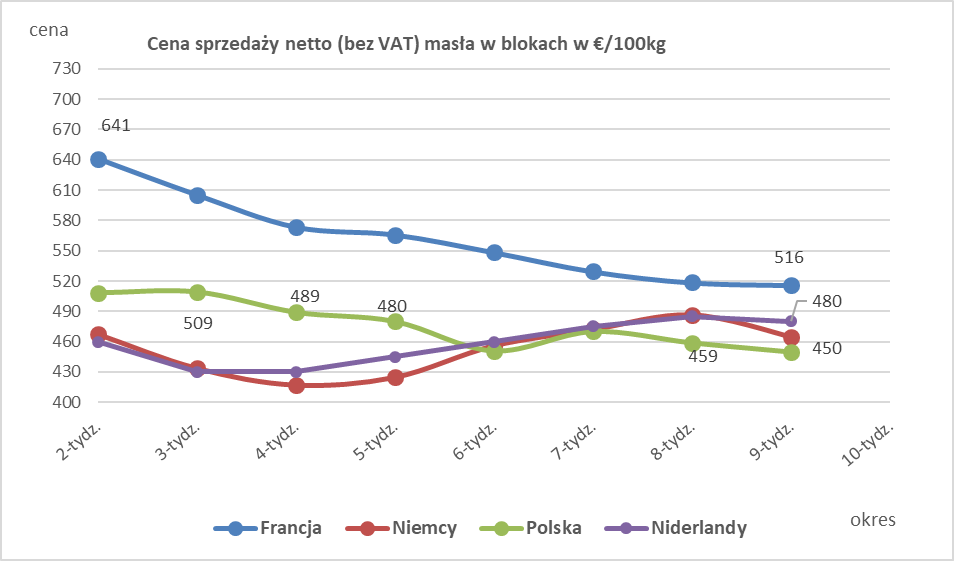 cena
Cena sprzedaży netto (bez VAT) masła w blokach w €/100kg
730
700
670
640
610
580
550
520
490
460
430
400
641
509
489
480
459
516
480
450
2-tydz.
3-tydz.
4-tydz.
5-tydz.
6-tydz.
7-tydz.
8-tydz.
9-tydz.
10-tydz.
okres
Francja Niemcy Polska Niderlandy